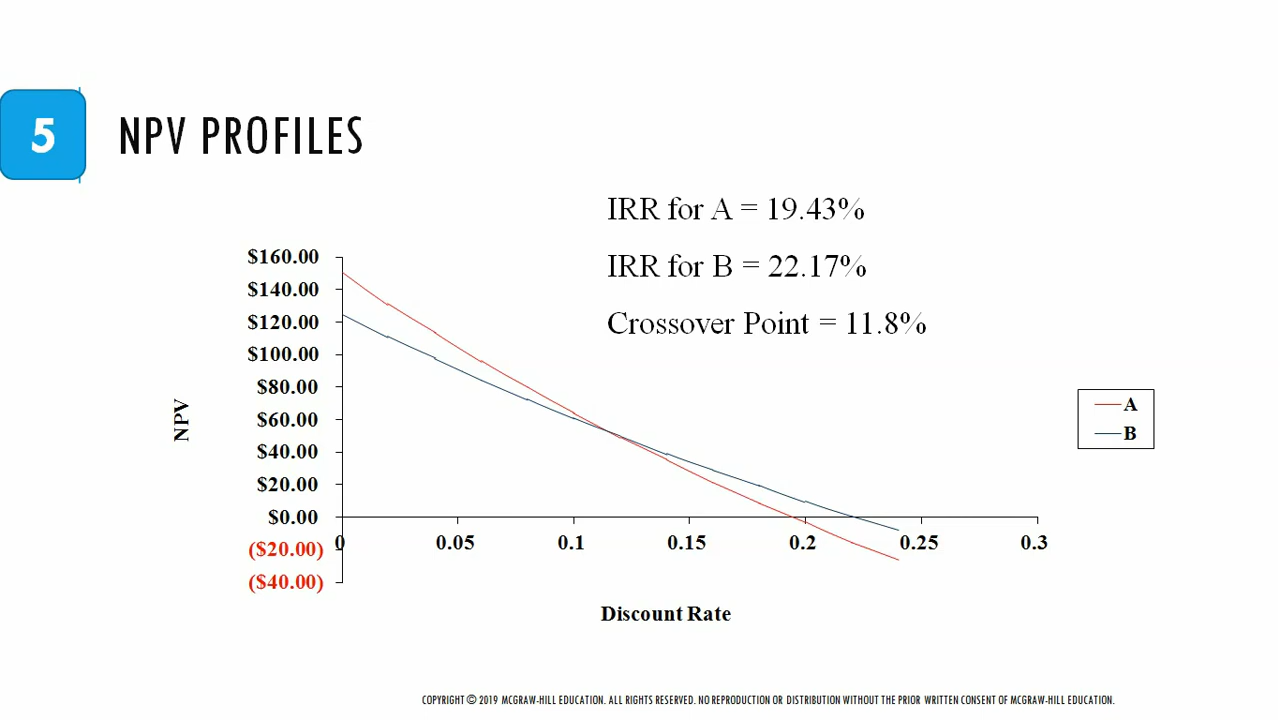 5
NPV PROFILES
IRR for A = 19.43%
IRR for B = 22.17%
Crossover Point = 11.8%
$160.00
$140.00
$120.00
$100.00
$80.00
$60.00
$40.00
$20.00
$0.00
($20.00)
($40.00)
NPV
0 0.05 0.1 0.15 0.2 0.25 0.3
Discount Rate
A
B
COPYRIGHT © 2019 MCGRAW-HILL EDUCATION. ALL RIGHTS RESERVED. NO REPRODUCTION OR DISTRIBUTION WITHOUT THE PRIOR WRITTEN CONSENT OF MCGRAW-HILL EDUCATION.